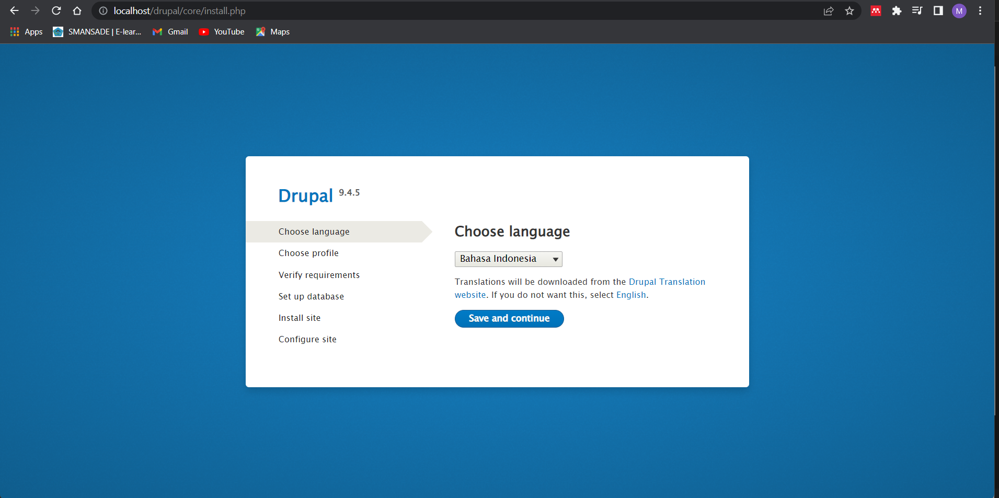 localhost/drupal/core/install.php
M
Apps
SMANSADE | E-lear...
Gmail
YouTube
Maps
Drupal 9.4.5
Choose language
Choose profile
Verify requirements
Set up database
Install site
Configure site
Choose language
Bahasa Indonesia
Translations will be downloaded from the Drupal Translation
website. If you do not want this, select English.
Save and continue